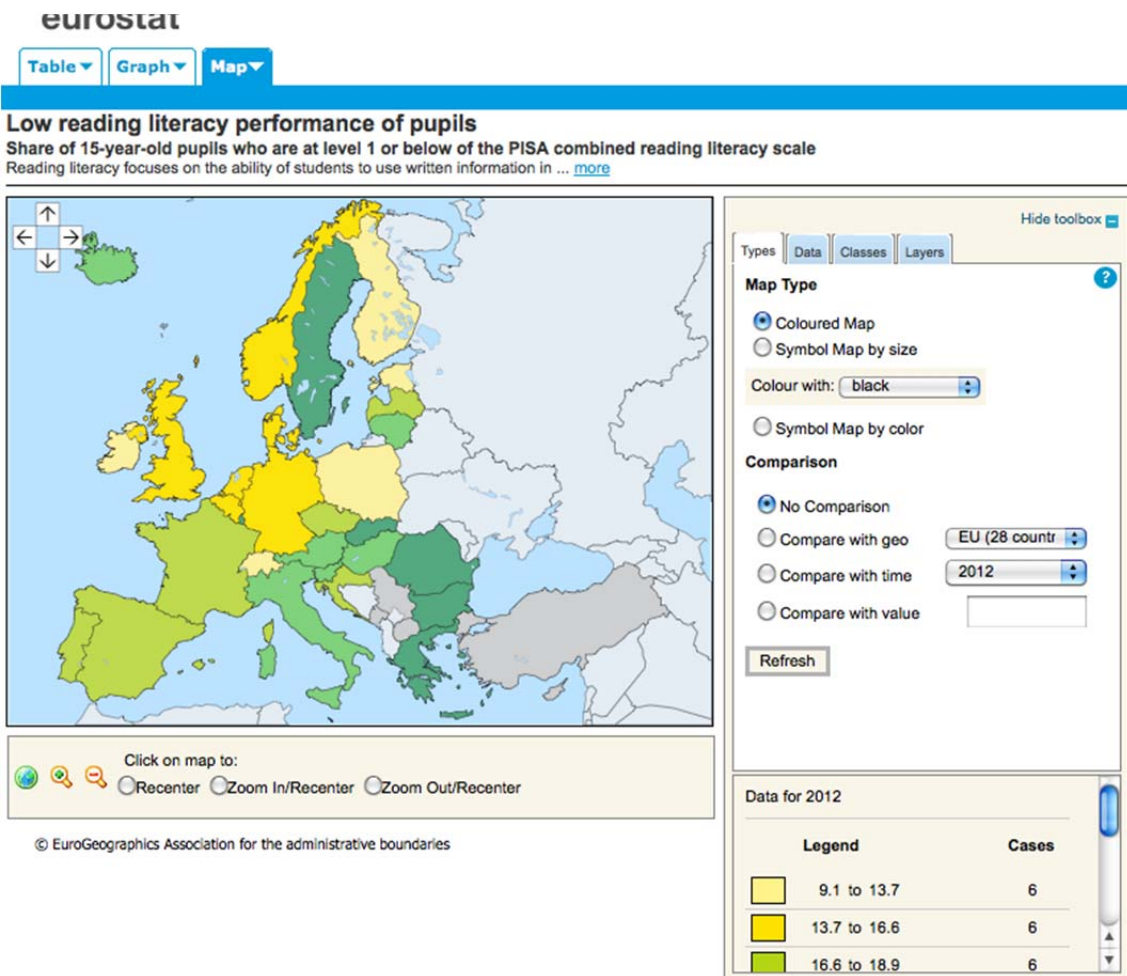 eurostat
Table Graph Map
Low reading literacy performance of pupils
Share of 15-year-old pupils who are at level 1 or below of the PISA combined reading literacy scale
Reading literacy focuses on the ability of students to use written information in ... more
Hide toolbox
Types Data Classes Layers
?
Map Type
Coloured Map
Symbol Map by size
Colour with: black
Symbol Map by color
Comparison
No Comparison
Compare with geo EU (28 countr
Compare with time 2012
Compare with value
Refresh
Click on map to:
Recenter Zoom In/Recenter Zoom Out/Recenter
© EuroGeographics Association for the administrative boundaries
Data for 2012
Legend Cases
9.1 to 13.7 6
13.7 to 16.6 6
16.6 to 18.9 6